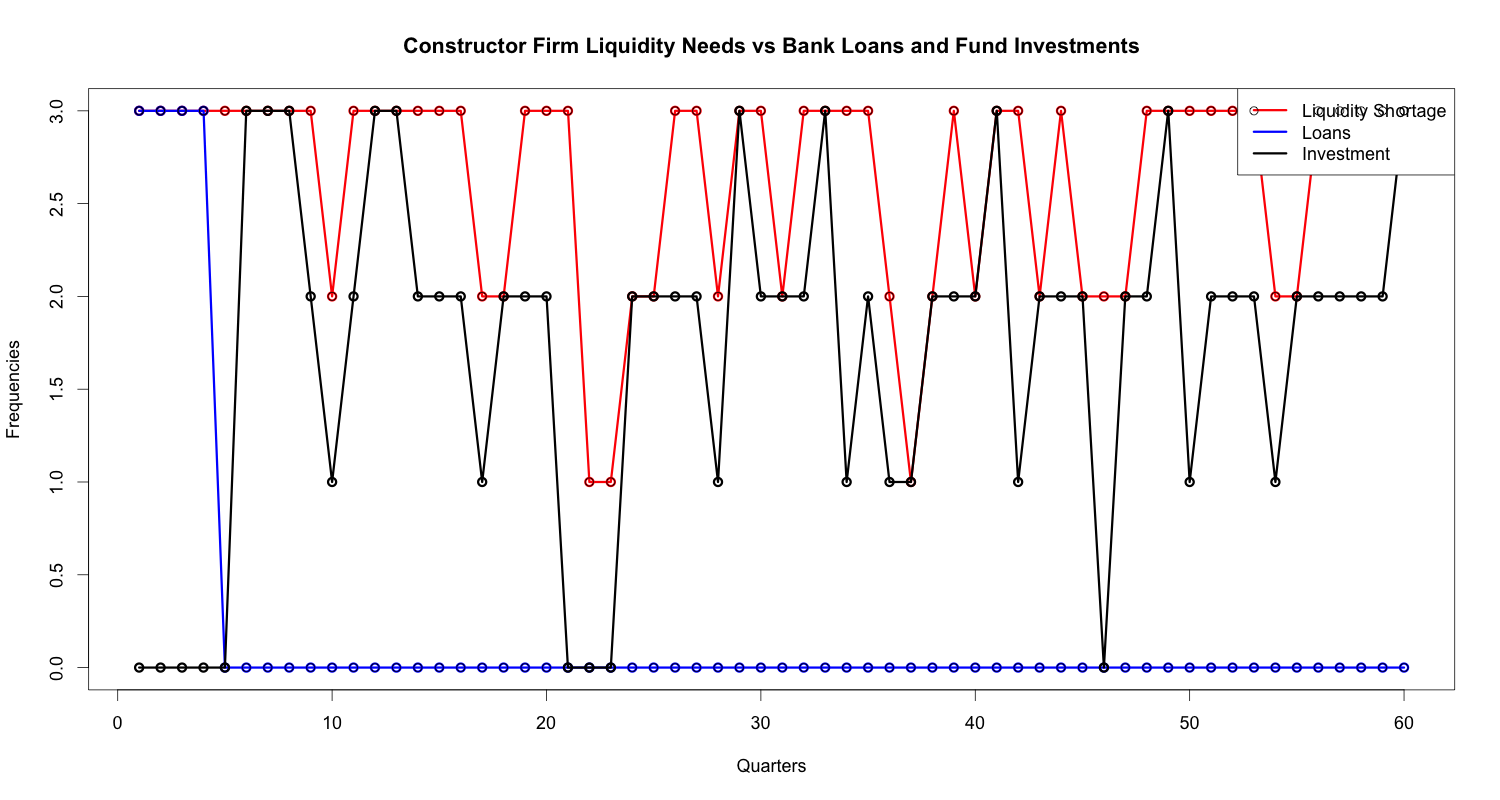 Constructor Firm Liquidity Needs vs Bank Loans and Fund Investments
Frequencies
3.0
2.5
2.0
1.5
1.0
0.5
0.0
Liquidity Shortage
Loans
Investment
0 10 20 30 40 50 60
Quarters